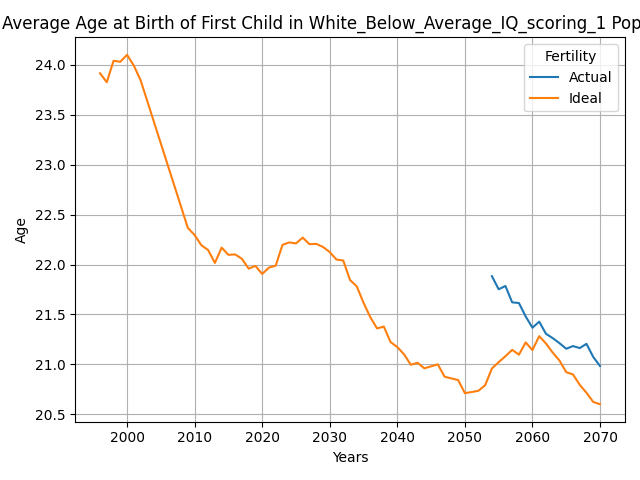 Average Age at Birth of First Child in White_Below_Average_IQ_scoring_1 Pop
Fertility
Actual
Ideal
24.0
23.5
23.0
22.5
22.0
21.5
21.0
20.5
Age
2000 2010 2020 2030 2040 2050 2060 2070
Years